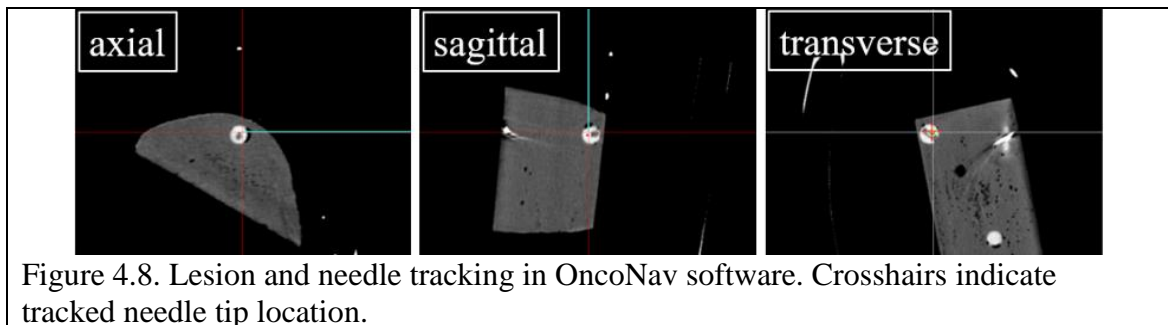 axial
sagittal
transverse
Figure 4.8. Lesion and needle tracking in OncoNav software. Crosshairs indicate
tracked needle tip location.